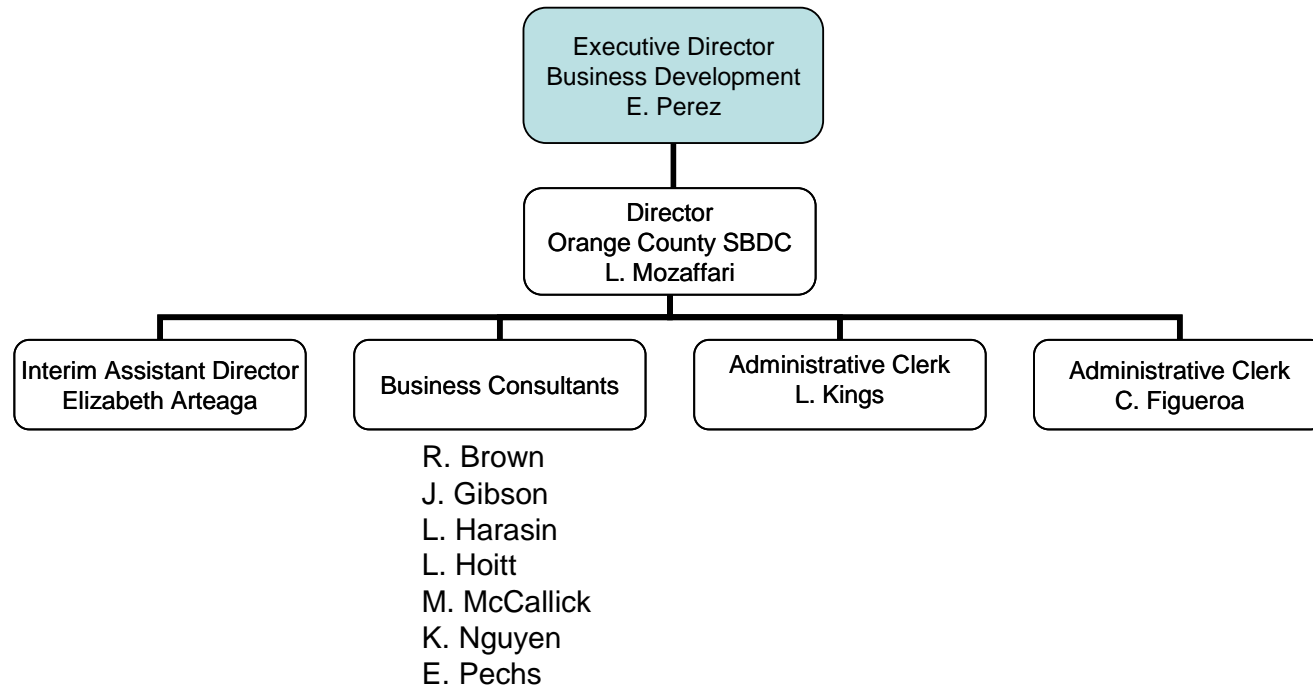 Executive Director
Business Development
E. Perez
Director
Orange County SBDC
L. Mozaffari
Interim Assistant Director
Elizabeth Arteaga
Business Consultants
Administrative Clerk
L. Kings
Administrative Clerk
C. Figueroa
R. Brown
J. Gibson
L. Harasin
L. Hoitt
M. McCallick
K. Nguyen
E. Pechs